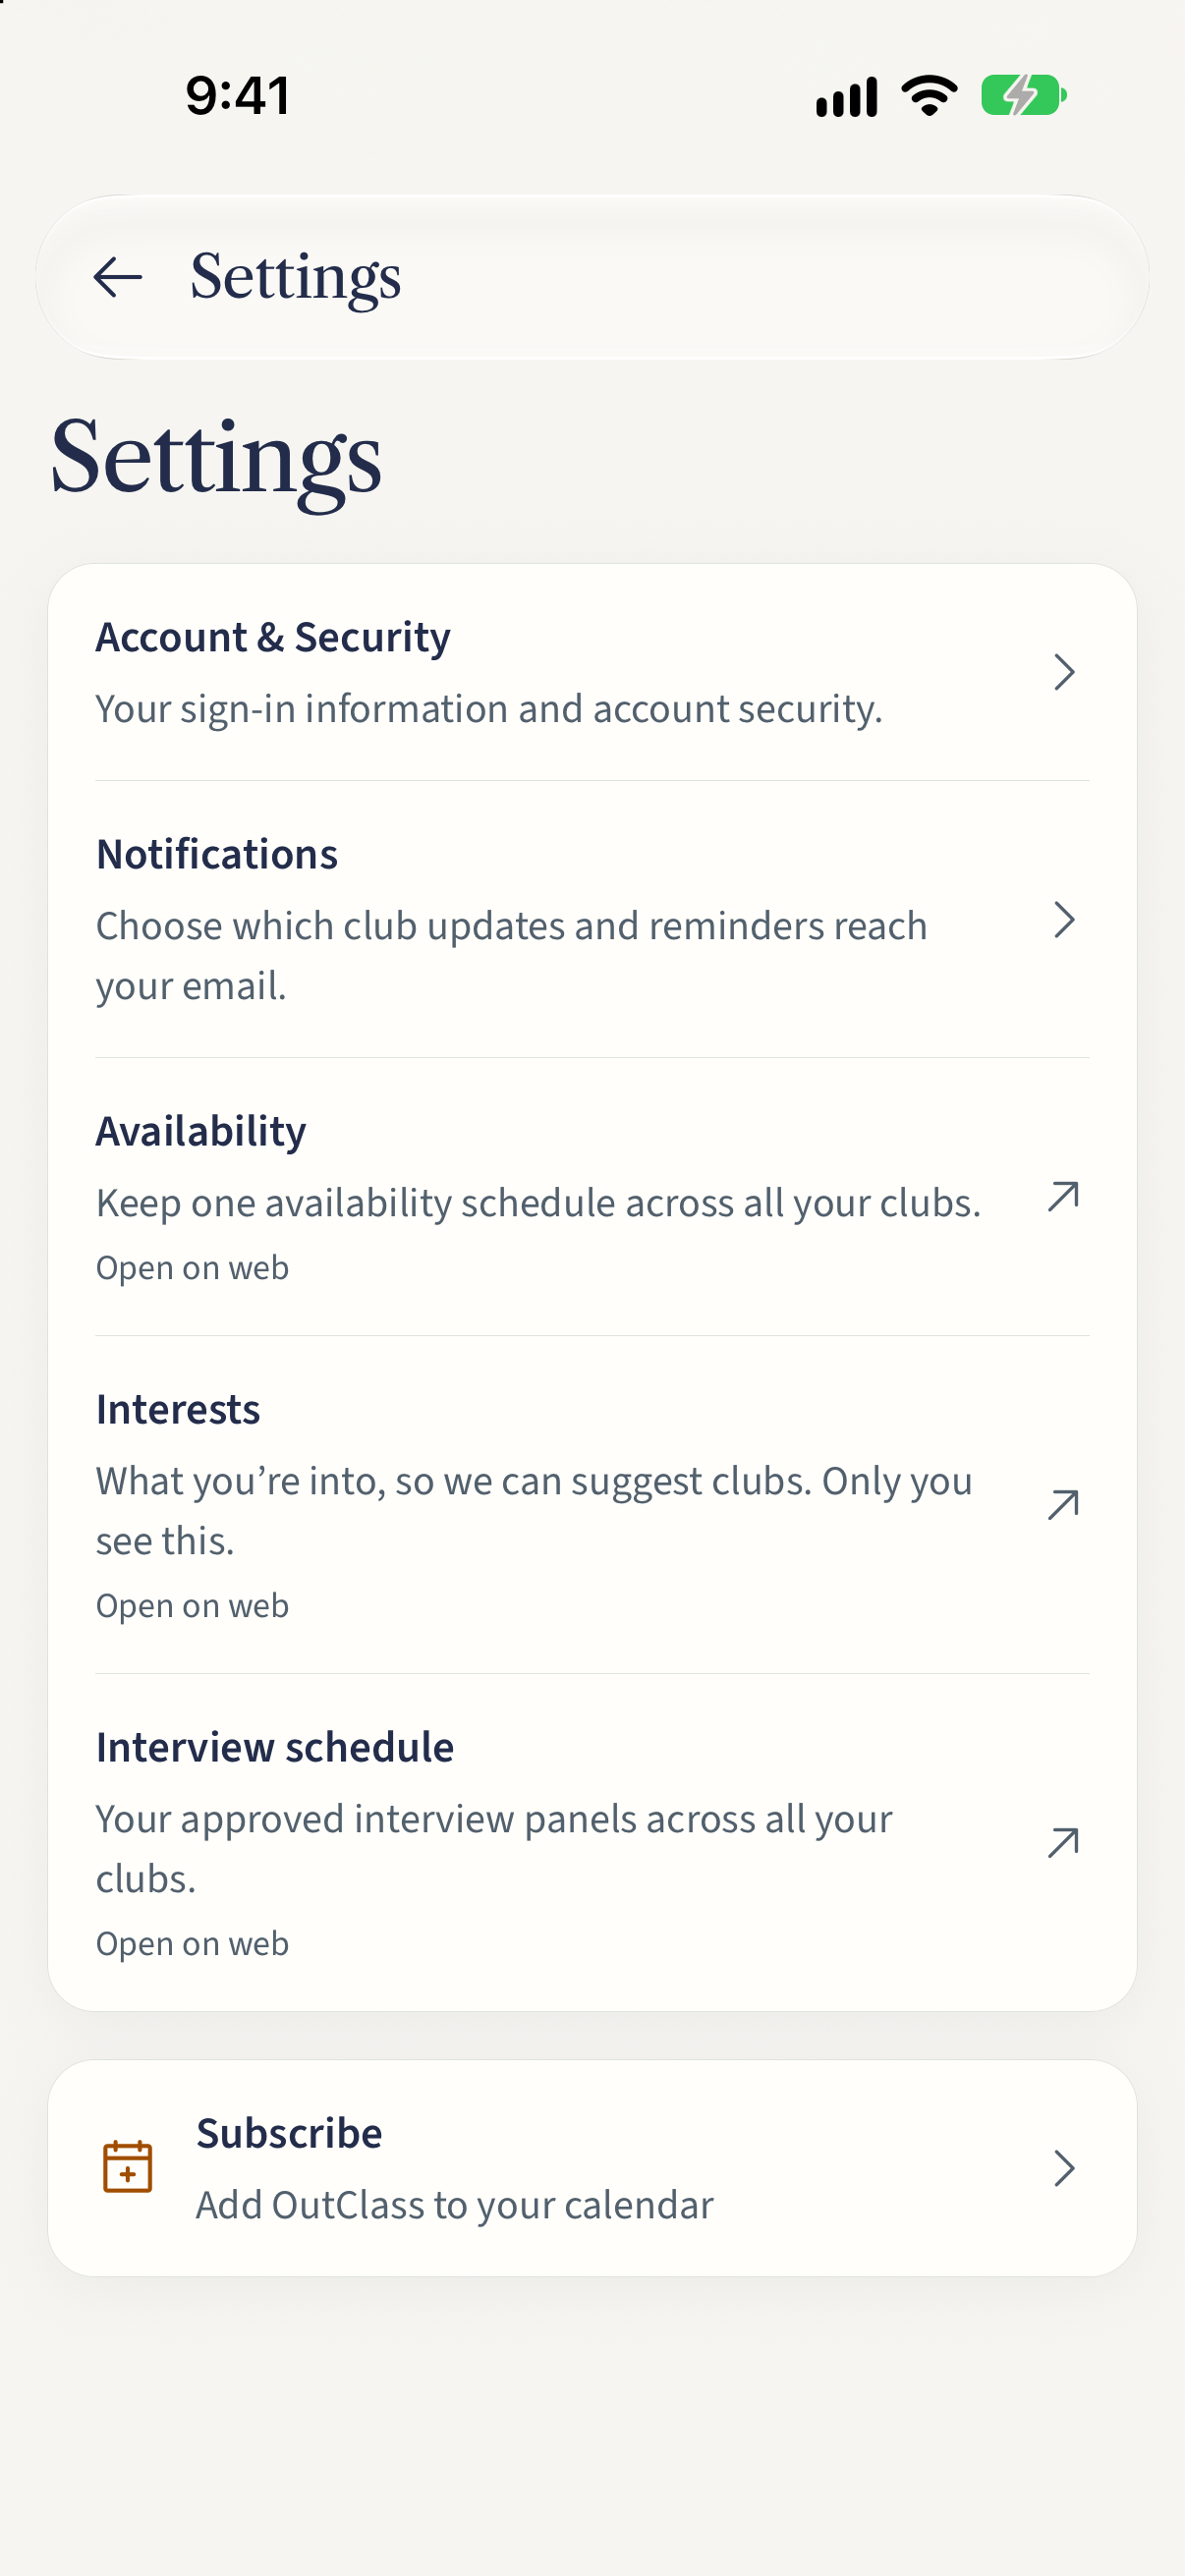 9:41
Settings
Settings
Account & Security
Your sign-in information and account security.
Notifications
Choose which club updates and reminders reach
your email.
Availability
Keep one availability schedule across all your clubs.
Open on web
Interests
What you’re into, so we can suggest clubs. Only you
see this.
Open on web
Interview schedule
Your approved interview panels across all your
clubs.
Open on web
Subscribe
Add OutClass to your calendar